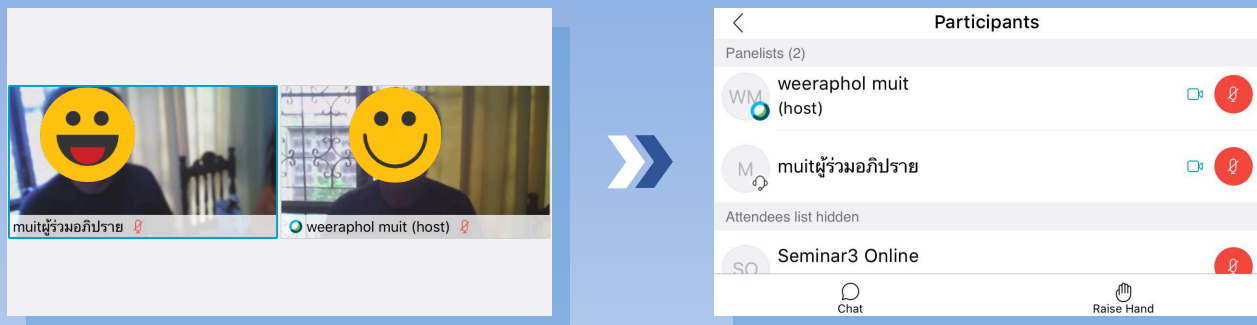 muitผู้ร่วมอภิปราย
weeraphol muit (host)
Participants
Panelists (2)
WM
weeraphol muit
(host)
M
muitผู้ร่วมอภิปราย
Attendees list hidden
SO
Seminar3 Online
Chat
Raise Hand